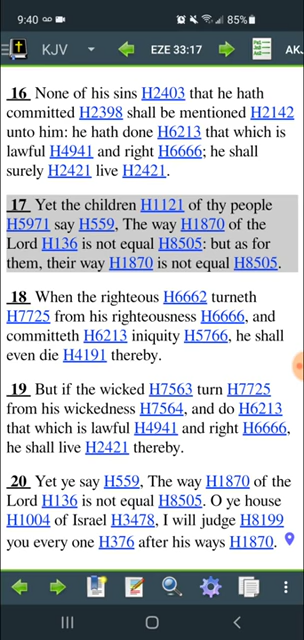 9:40
85%
KJV
EZE 33:17
AK
16 None of his sins H2403 that he hath
committed H2398 shall be mentioned H2142
unto him: he hath done H6213 that which is
lawful H4941 and right H6666; he shall
surely H2421 live H2421.
17 Yet the children H1121 of thy people
H5971 say H559, The way H1870 of the
Lord H136 is not equal H8505: but as for
them, their way H1870 is not equal H8505.
18 When the righteous H6662 turneth
H7725 from his righteousness H6666, and
committeth H6213 iniquity H5766, he shall
even die H4191 thereby.
19 But if the wicked H7563 turn H7725
from his wickedness H7564, and do H6213
that which is lawful H4941 and right H6666,
he shall live H2421 thereby.
20 Yet ye say H559, The way H1870 of the
Lord H136 is not equal H8505. O ye house
H1004 of Israel H3478, I will judge H8199
you every one H376 after his ways H1870.